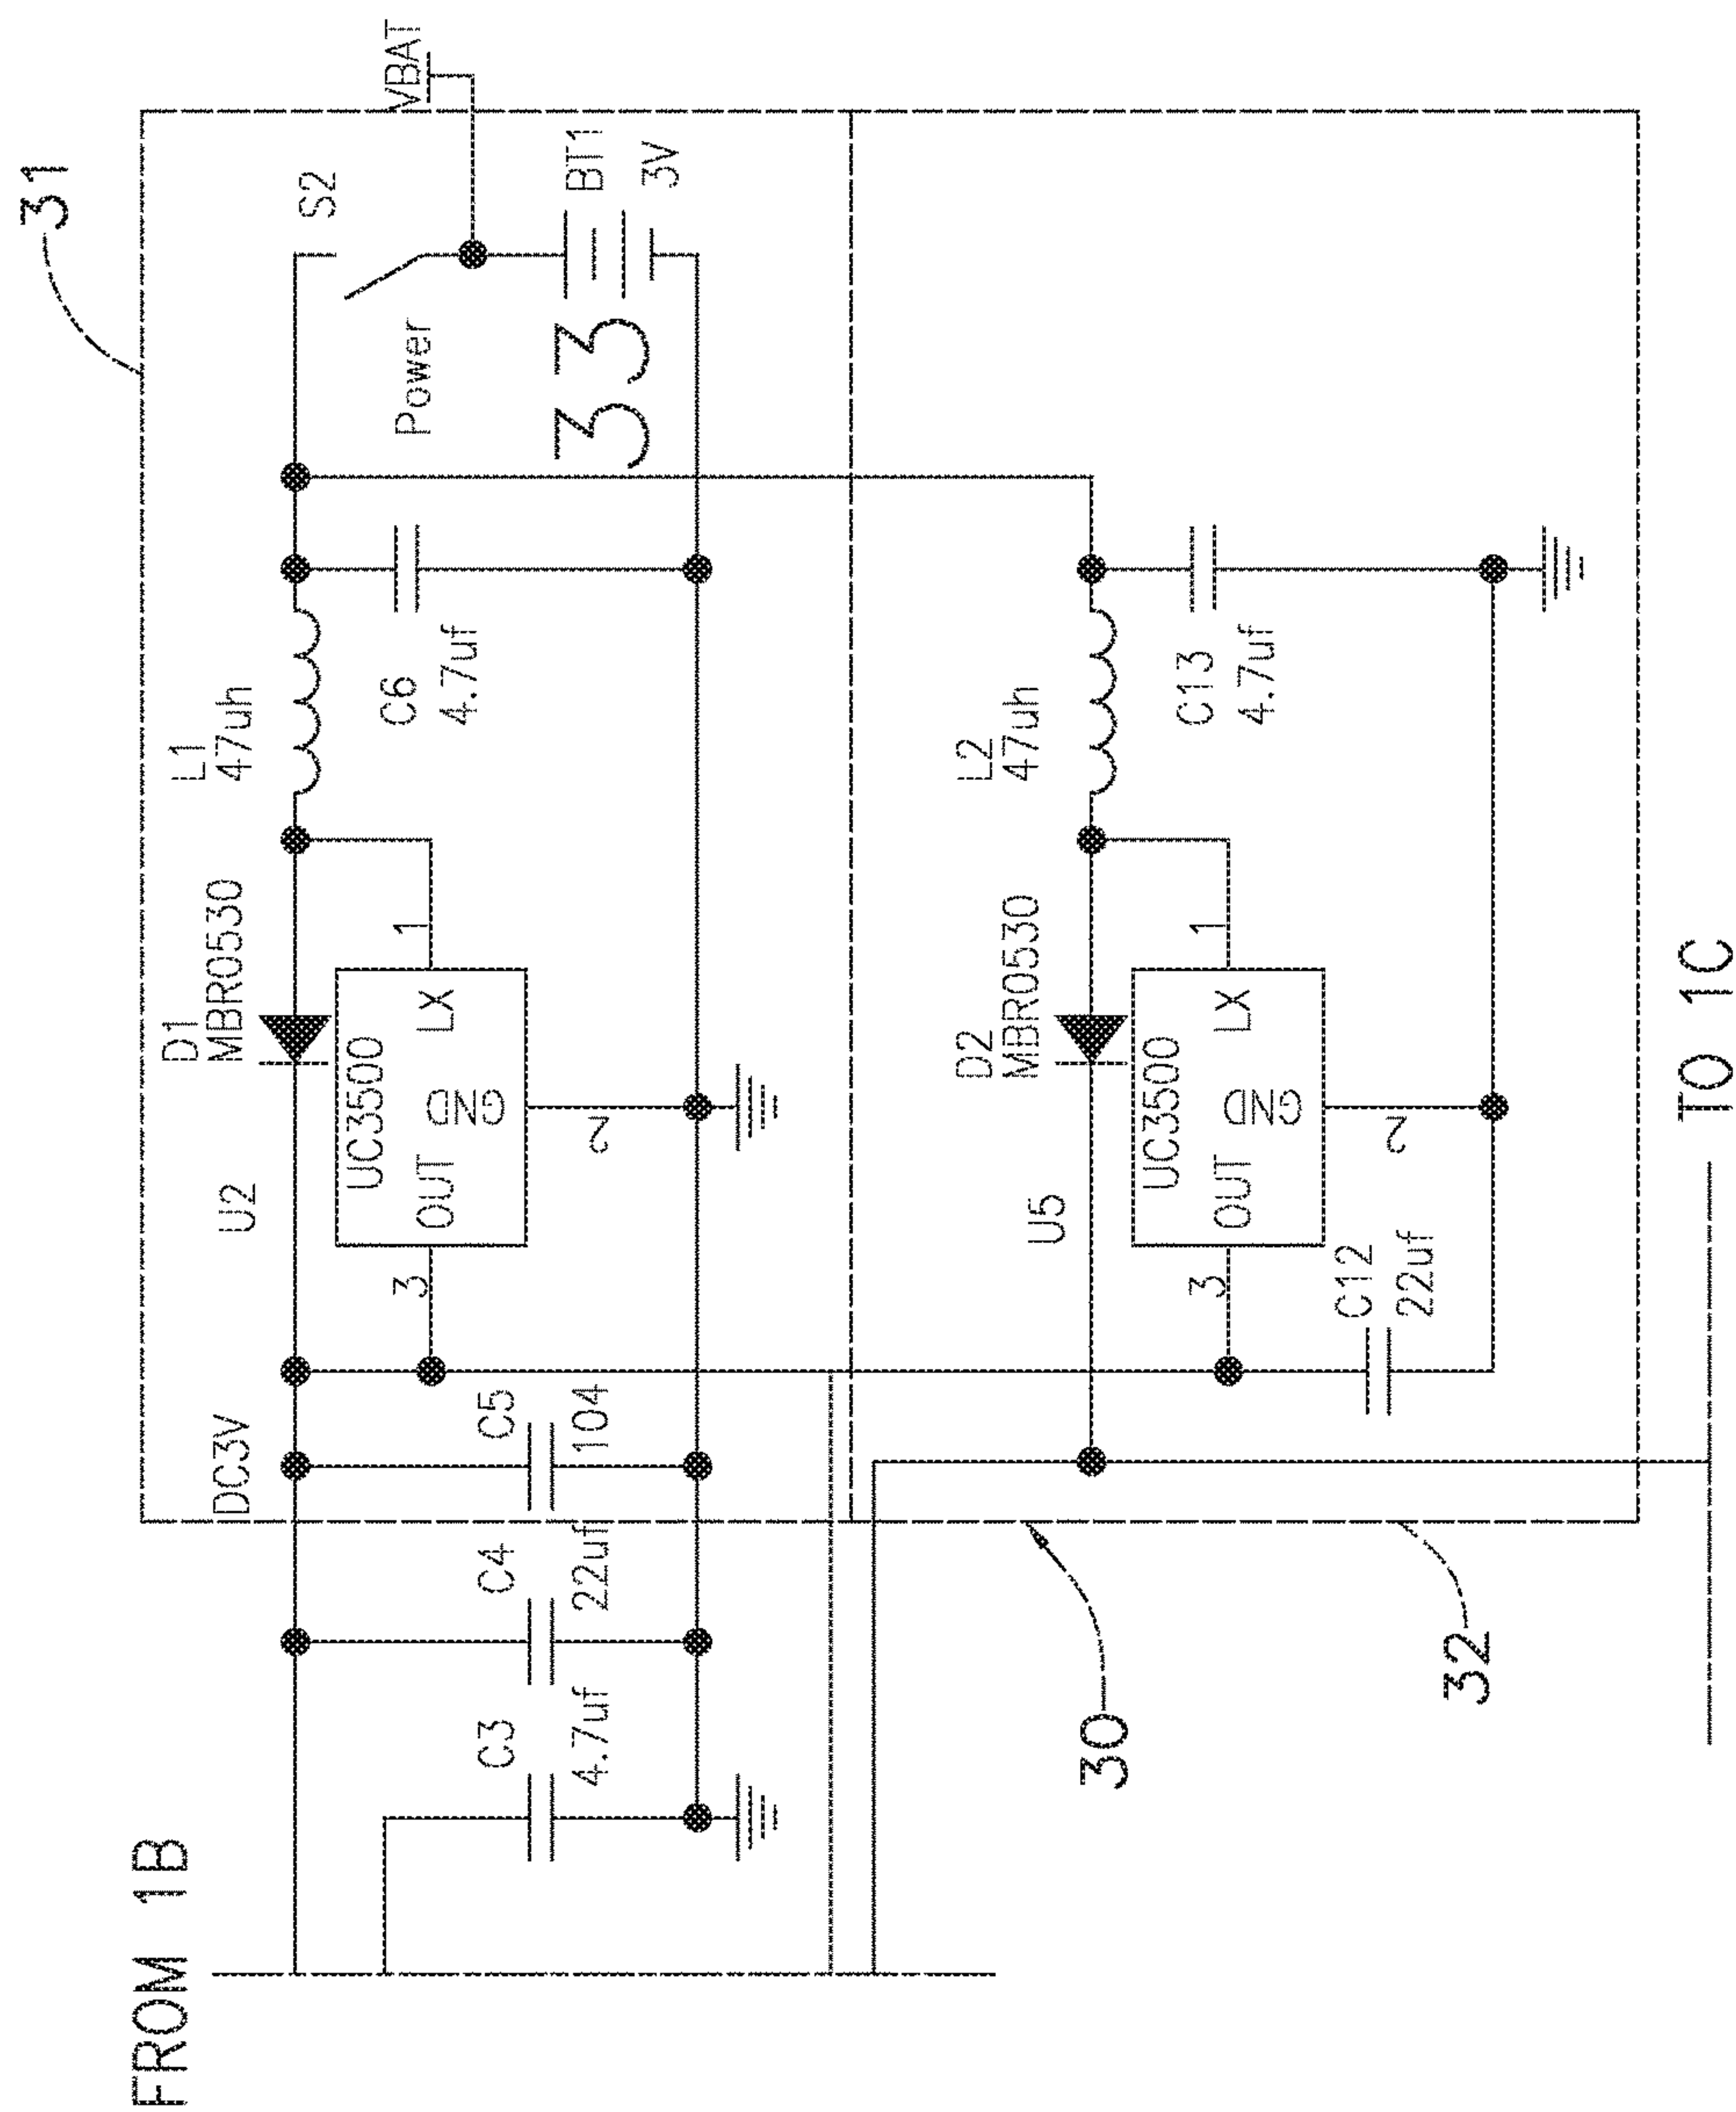 31
VBAT
S2
BT1
3V
Power
33
L1
47uh
C6
4.7uf
D1
MBR0530
1
LX
UC3500
GND
OUT
2
U2
3
DC3V
C5
104
C4
22uf
C3
4.7uf
FROM 1B
L2
47uh
C13
4.7uf
D2
MBR0530
1
LX
UC3500
GND
OUT
2
U5
3
C12
22uf
30
32
TO 1C